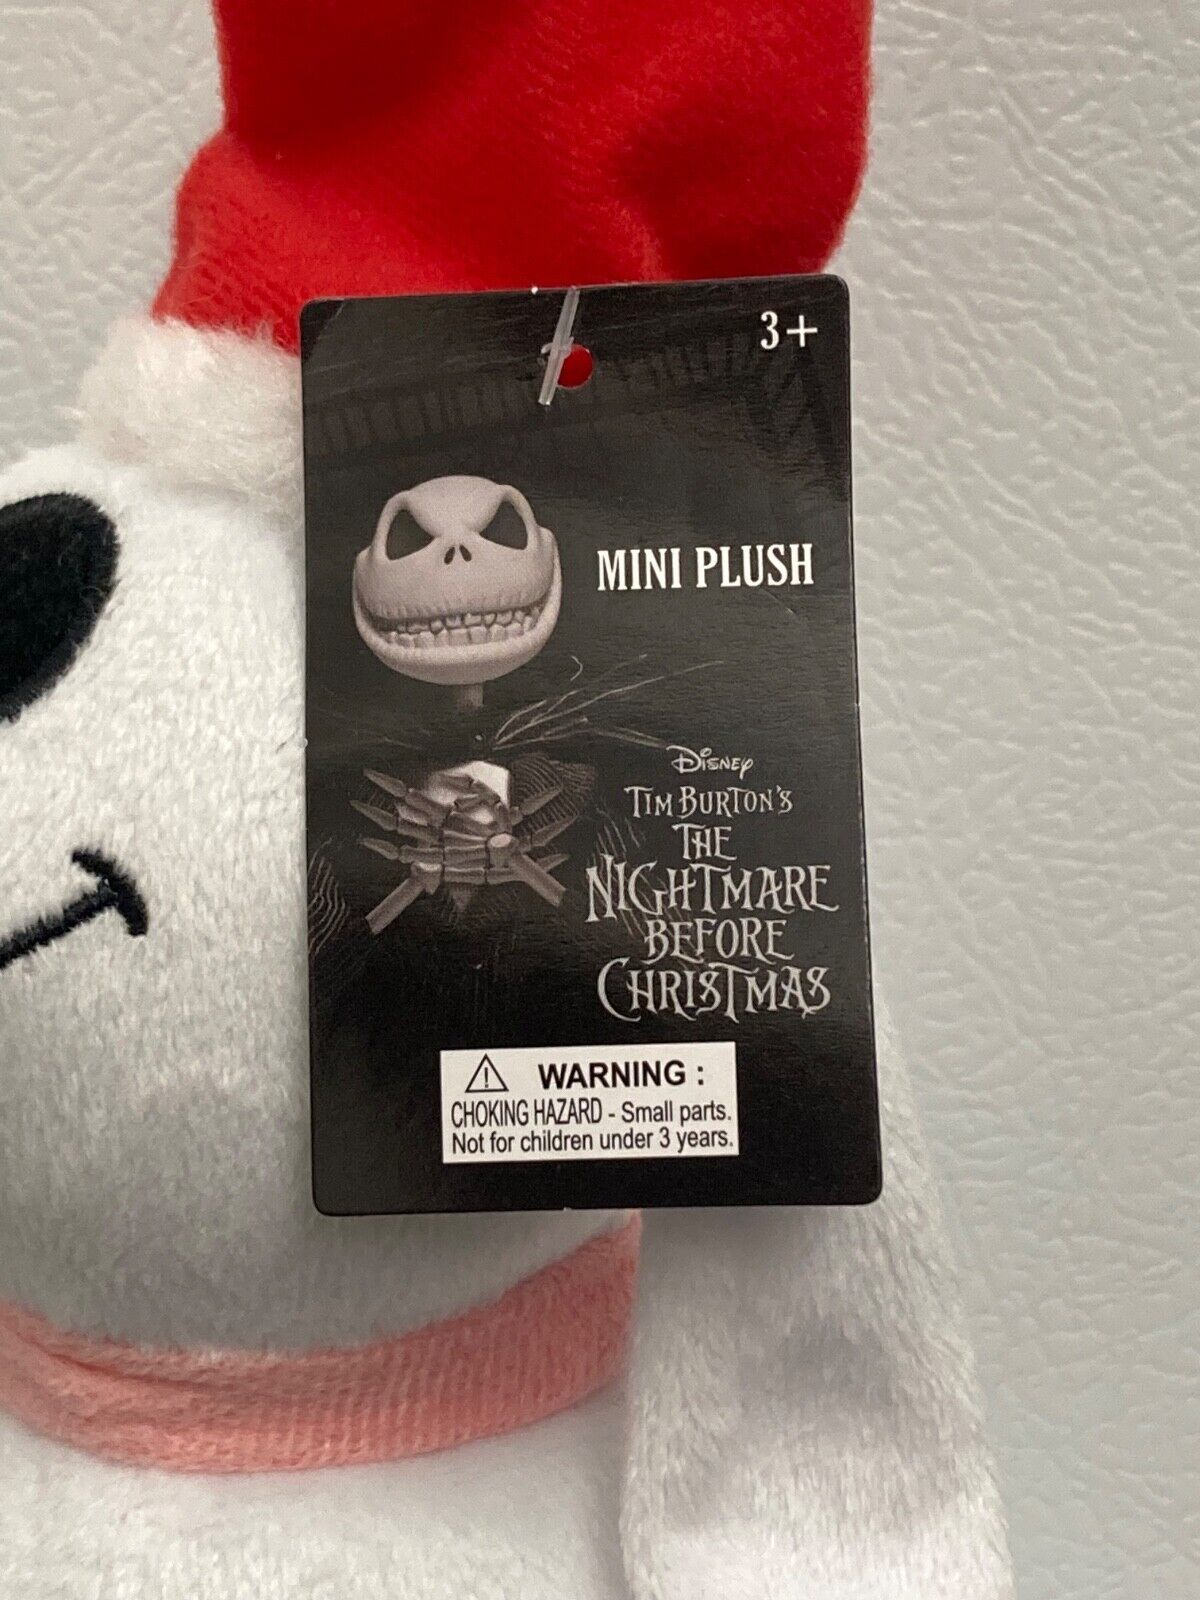 3+
MINI PLUSH
Disney
TIM BURTON'S
THE
NIGHTMARE
BEFORE
CHRISTMAS
WARNING :
CHOKING HAZARD - Small parts.
Not for children under 3 years.